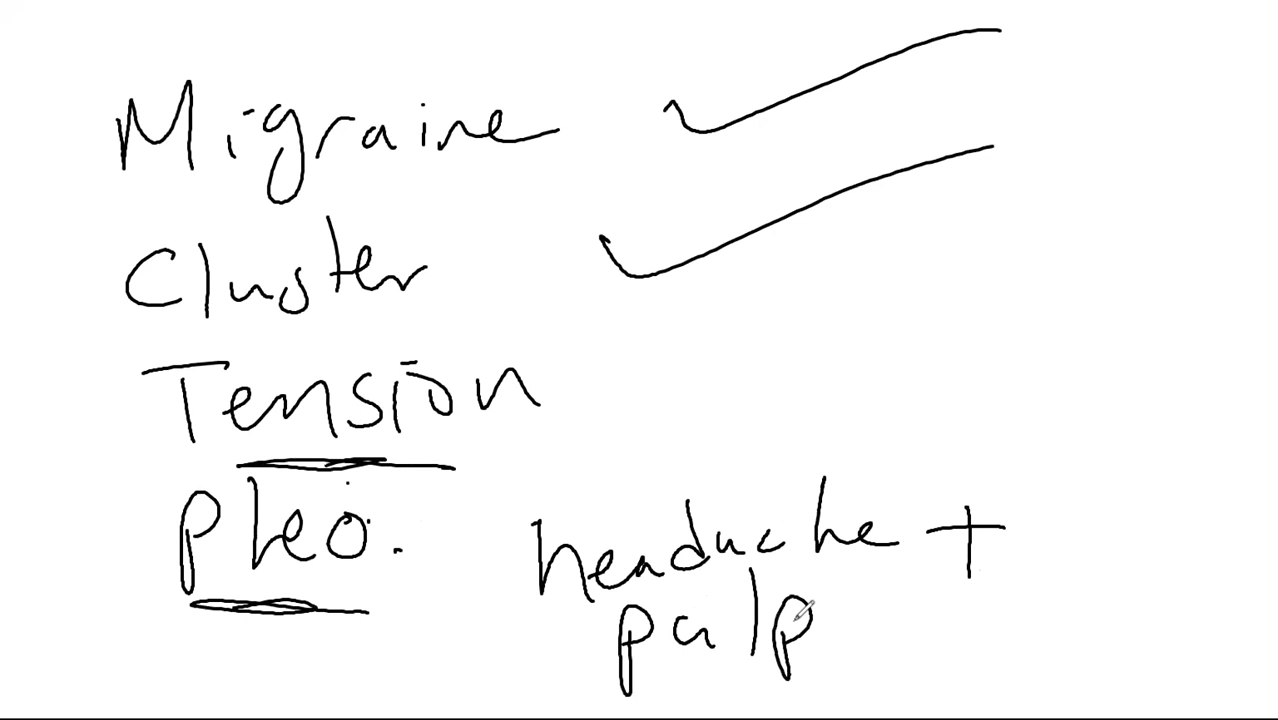 Migraine
Cluster
Tension
pheo.
headache +
palp